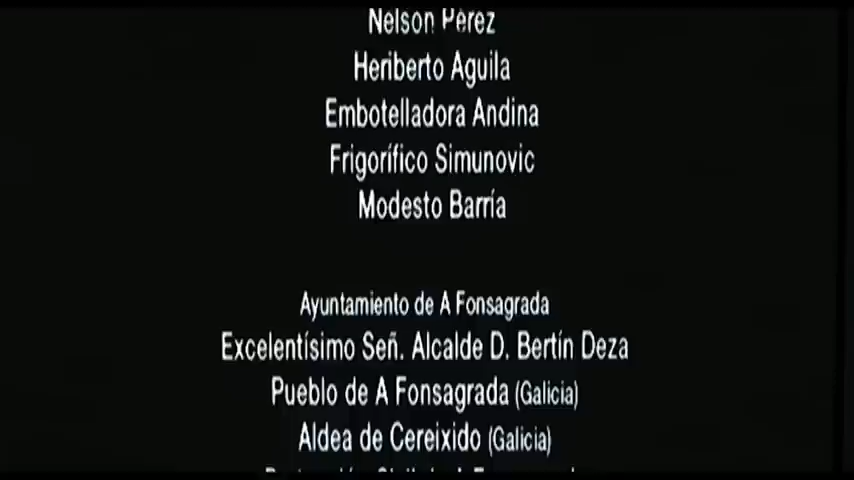 Nelson Pérez
Heriberto Aguila
Embotelladora Andina
Frigorífico Simunovic
Modesto Barría
Ayuntamiento de A Fonsagrada
Excelentísimo Señ. Alcalde D. Bertín Deza
Pueblo de A Fonsagrada (Galicia)
Aldea de Cereixido (Galicia)